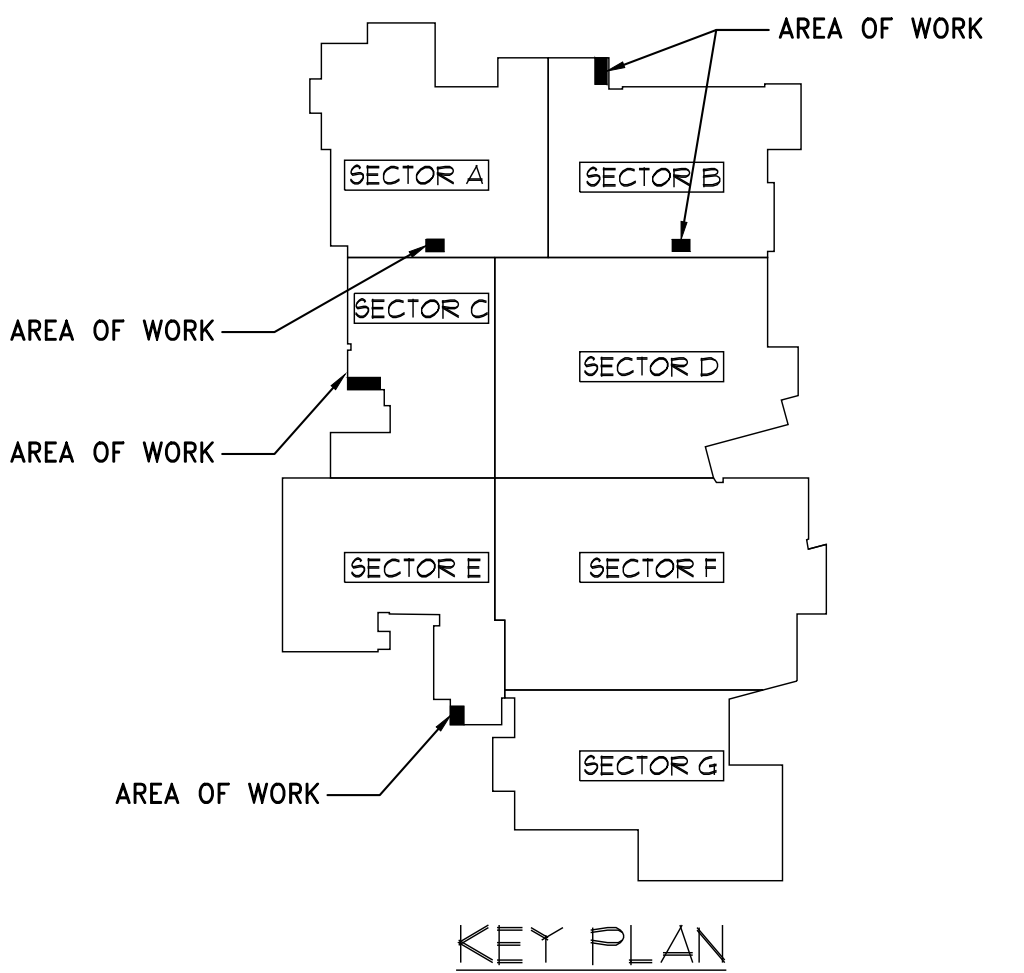 AREA OF WORK
SECTOR A
SECTOR B
SECTOR C
AREA OF WORK
SECTOR D
AREA OF WORK
SECTOR E
SECTOR F
SECTOR G
AREA OF WORK
KEY PLAN